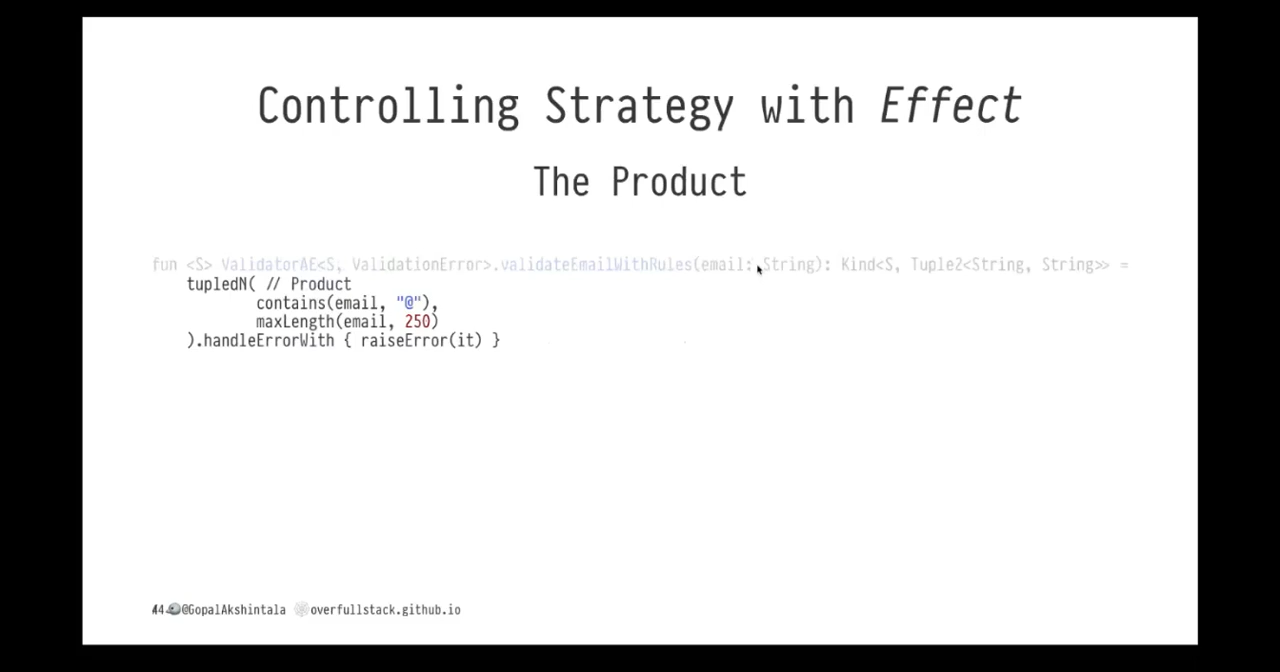 Controlling Strategy with Effect
The Product
fun <S> ValidatorAE<S, ValidationError>.validateEmailWithRules(email: String): Kind<S, Tuple2<String, String>> =
tupledN( // Product
contains(email, "@"),
maxLength(email, 250)
).handleErrorWith { raiseError(it) }
44 @GopalAkshintala overfullstack.github.io